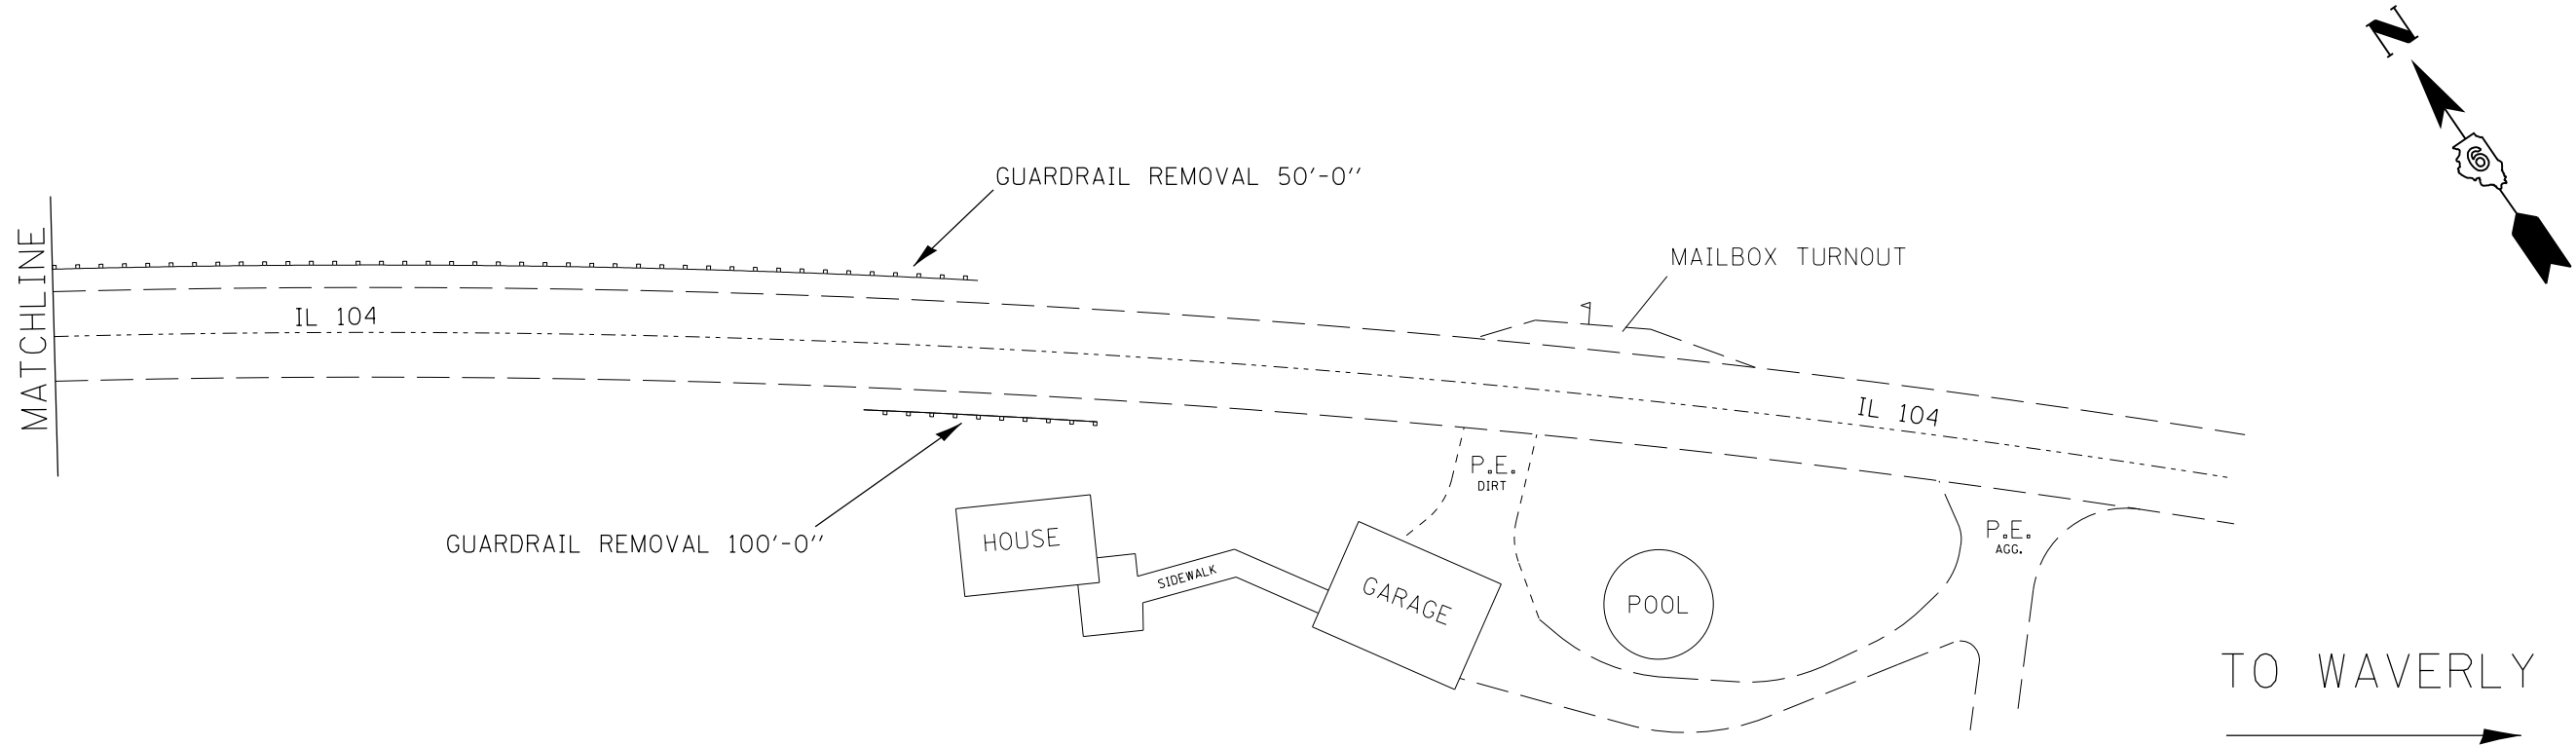 N
6
GUARDRAIL REMOVAL 50'-0"
MATCHLINE
MAILBOX TURNOUT
IL 104
IL 104
P.E.
DIRT
P.E.
AGG.
GUARDRAIL REMOVAL 100'-0"
HOUSE
SIDEWALK
GARAGE
POOL
TO WAVERLY